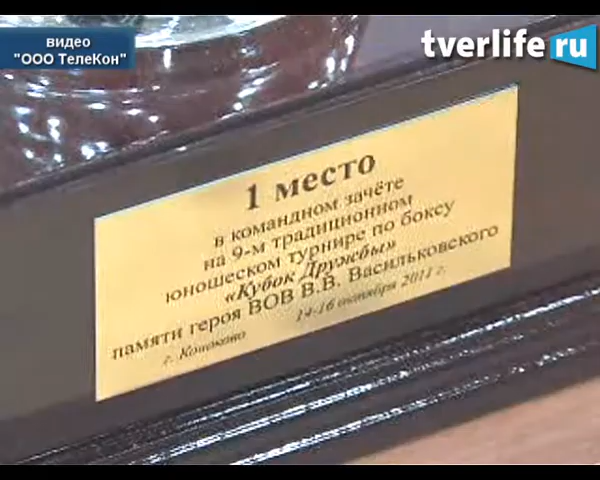 видео
"ООО ТелеКон"
tverlife ru
1 место
в командном зачёте
на 9-м традиционном
юношеском турнире по боксу
«Кубок Дружбы»
памяти героя ВОВ В.В. Васильковского
г. Конаково 14-16 октября 2011 г.